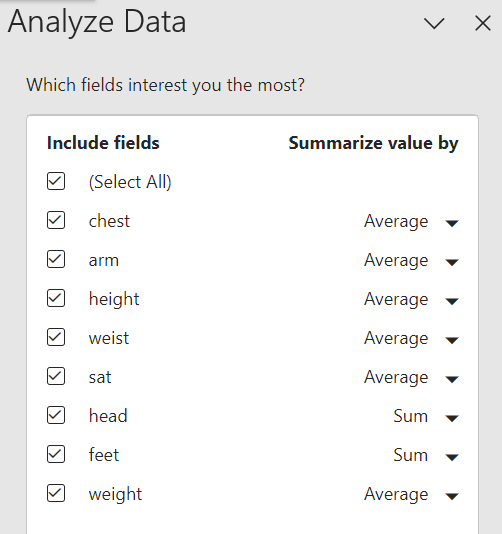 Analyze Data
Which fields interest you the most?
Include fields Summarize value by
(Select All)
chest Average
arm Average
height Average
weist Average
sat Average
head Sum
feet Sum
weight Average